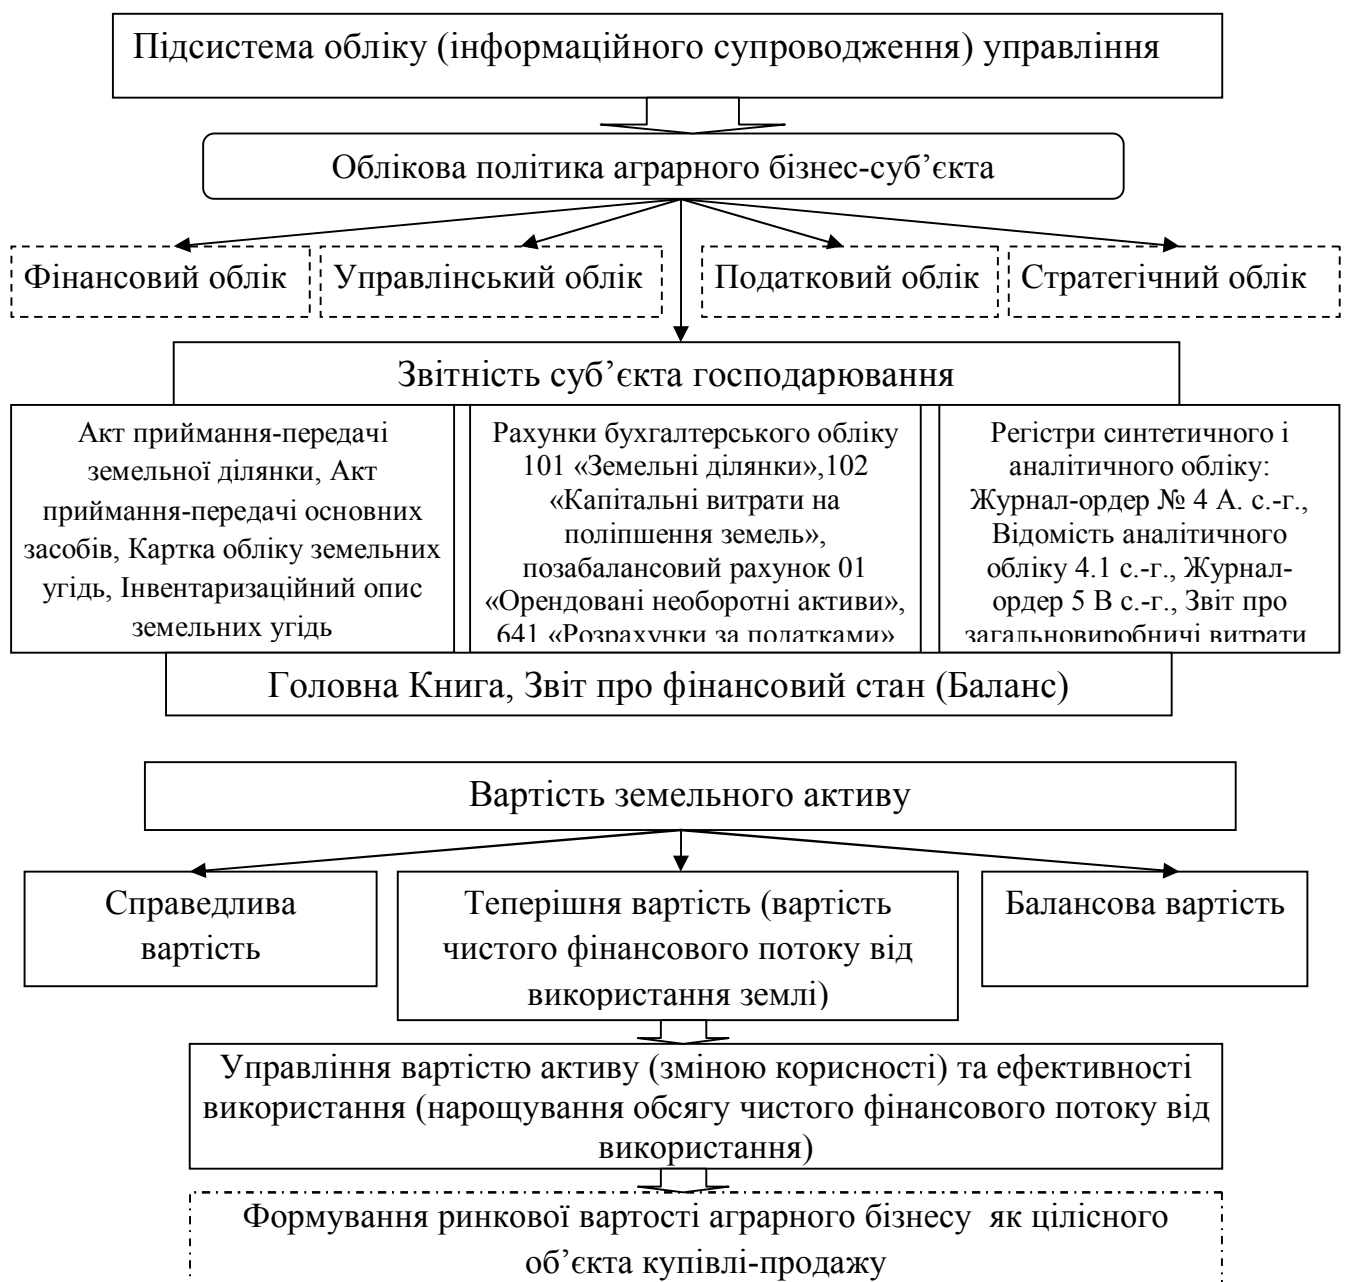 Підсистема обліку (інформаційного супроводження) управління
Облікова політика аграрного бізнес-суб’єкта
Фінансовий облік
Управлінський облік
Податковий облік
Стратегічний облік
Звітність суб’єкта господарювання
Акт приймання-передачі
земельної ділянки, Акт
приймання-передачі основних
засобів, Картка обліку земельних
угідь, Інвентаризаційний опис
земельних угідь
Рахунки бухгалтерського обліку
101 «Земельні ділянки»,102
«Капітальні витрати на
поліпшення земель»,
позабалансовий рахунок 01
«Орендовані необоротні активи»,
641 «Розрахунки за податками»
Регістри синтетичного і
аналітичного обліку:
Журнал-ордер № 4 А. с.-г.,
Відомість аналітичного
обліку 4.1 с.-г., Журнал-
ордер 5 В с.-г., Звіт про
загальновиробничі витрати
Головна Книга, Звіт про фінансовий стан (Баланс)
Вартість земельного активу
Справедлива
вартість
Теперішня вартість (вартість
чистого фінансового потоку від
використання землі)
Балансова вартість
Управління вартістю активу (зміною корисності) та ефективності
використання (нарощування обсягу чистого фінансового потоку від
використання)
Формування ринкової вартості аграрного бізнесу як цілісного
об’єкта купівлі-продажу